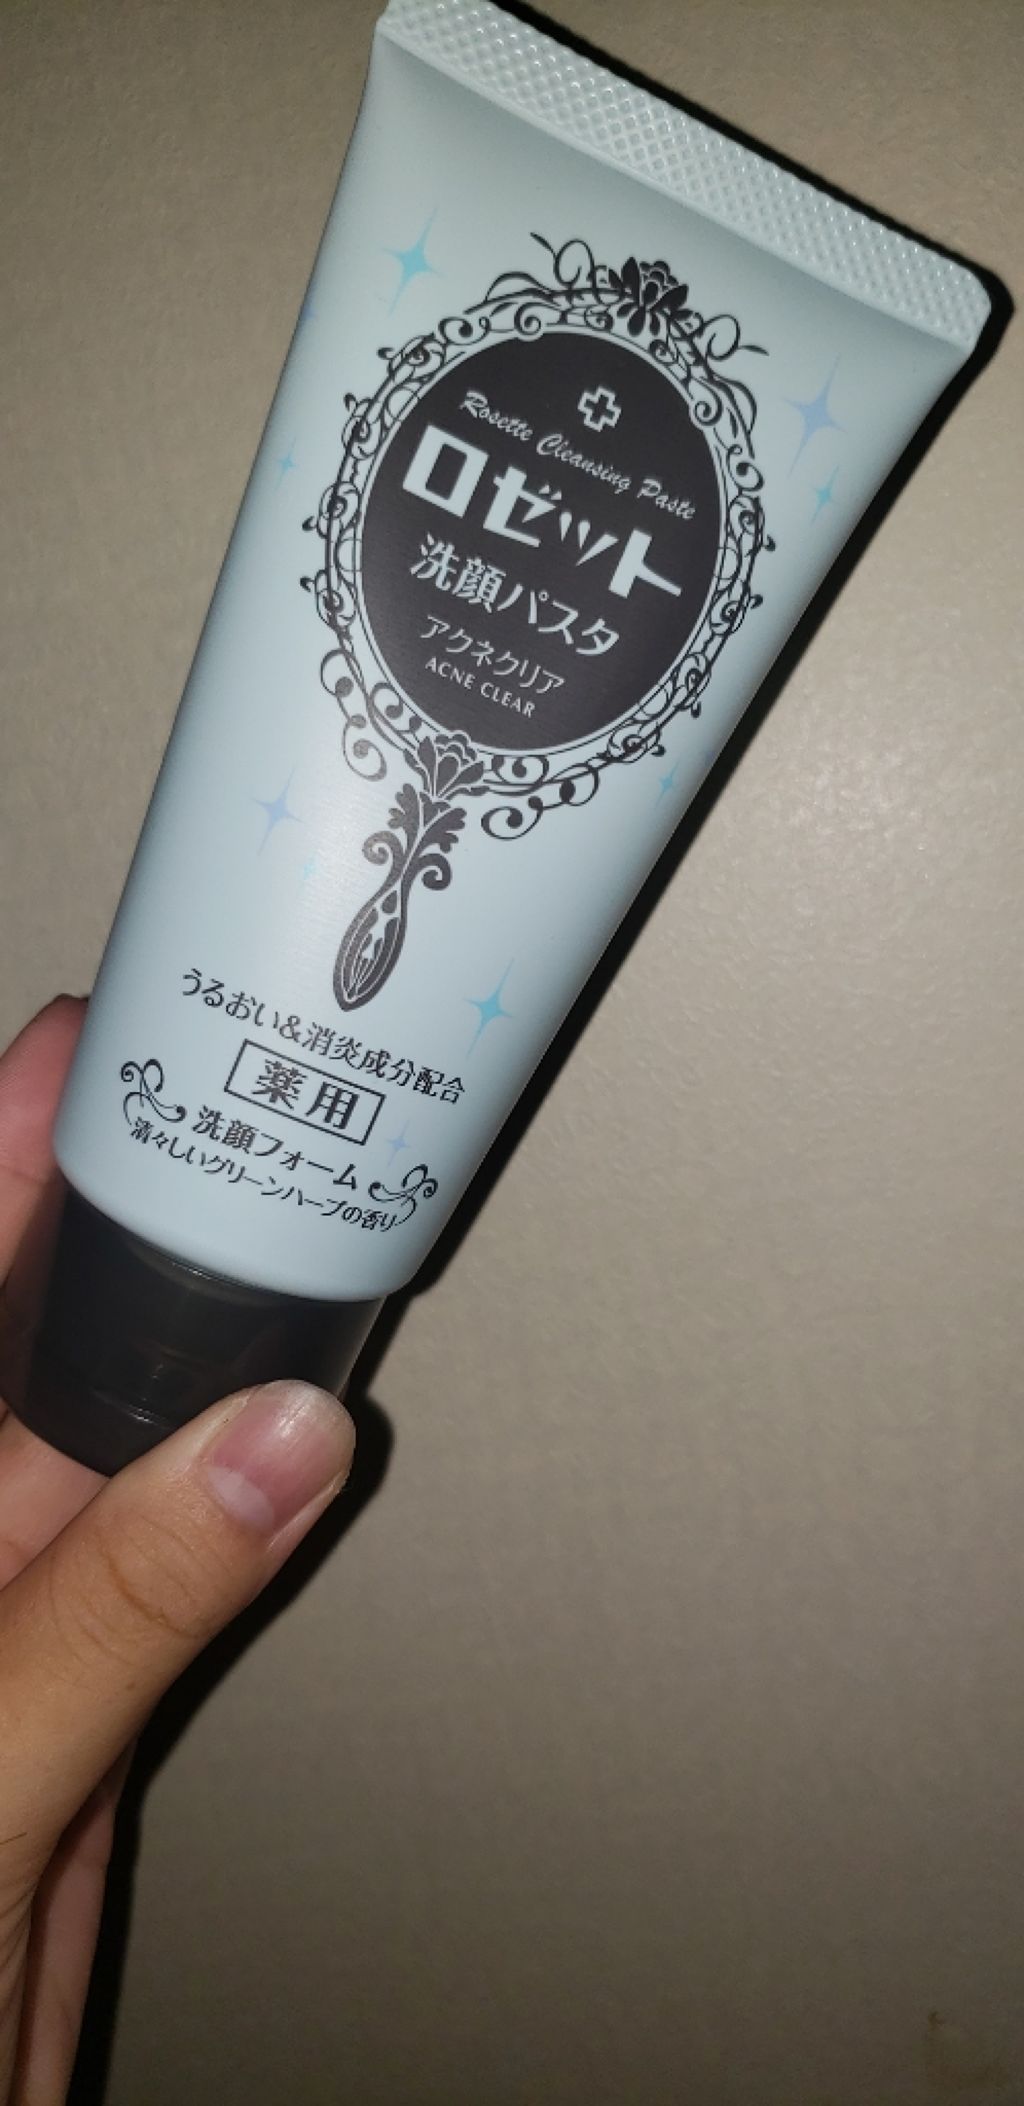 Rosette Cleansing Paste
ロゼット
洗顔パスタ
アクネクリア
ACNE CLEAR
うるおい&消炎成分配合
薬用
洗顔フォーム
清々しいグリーンハーブの香り